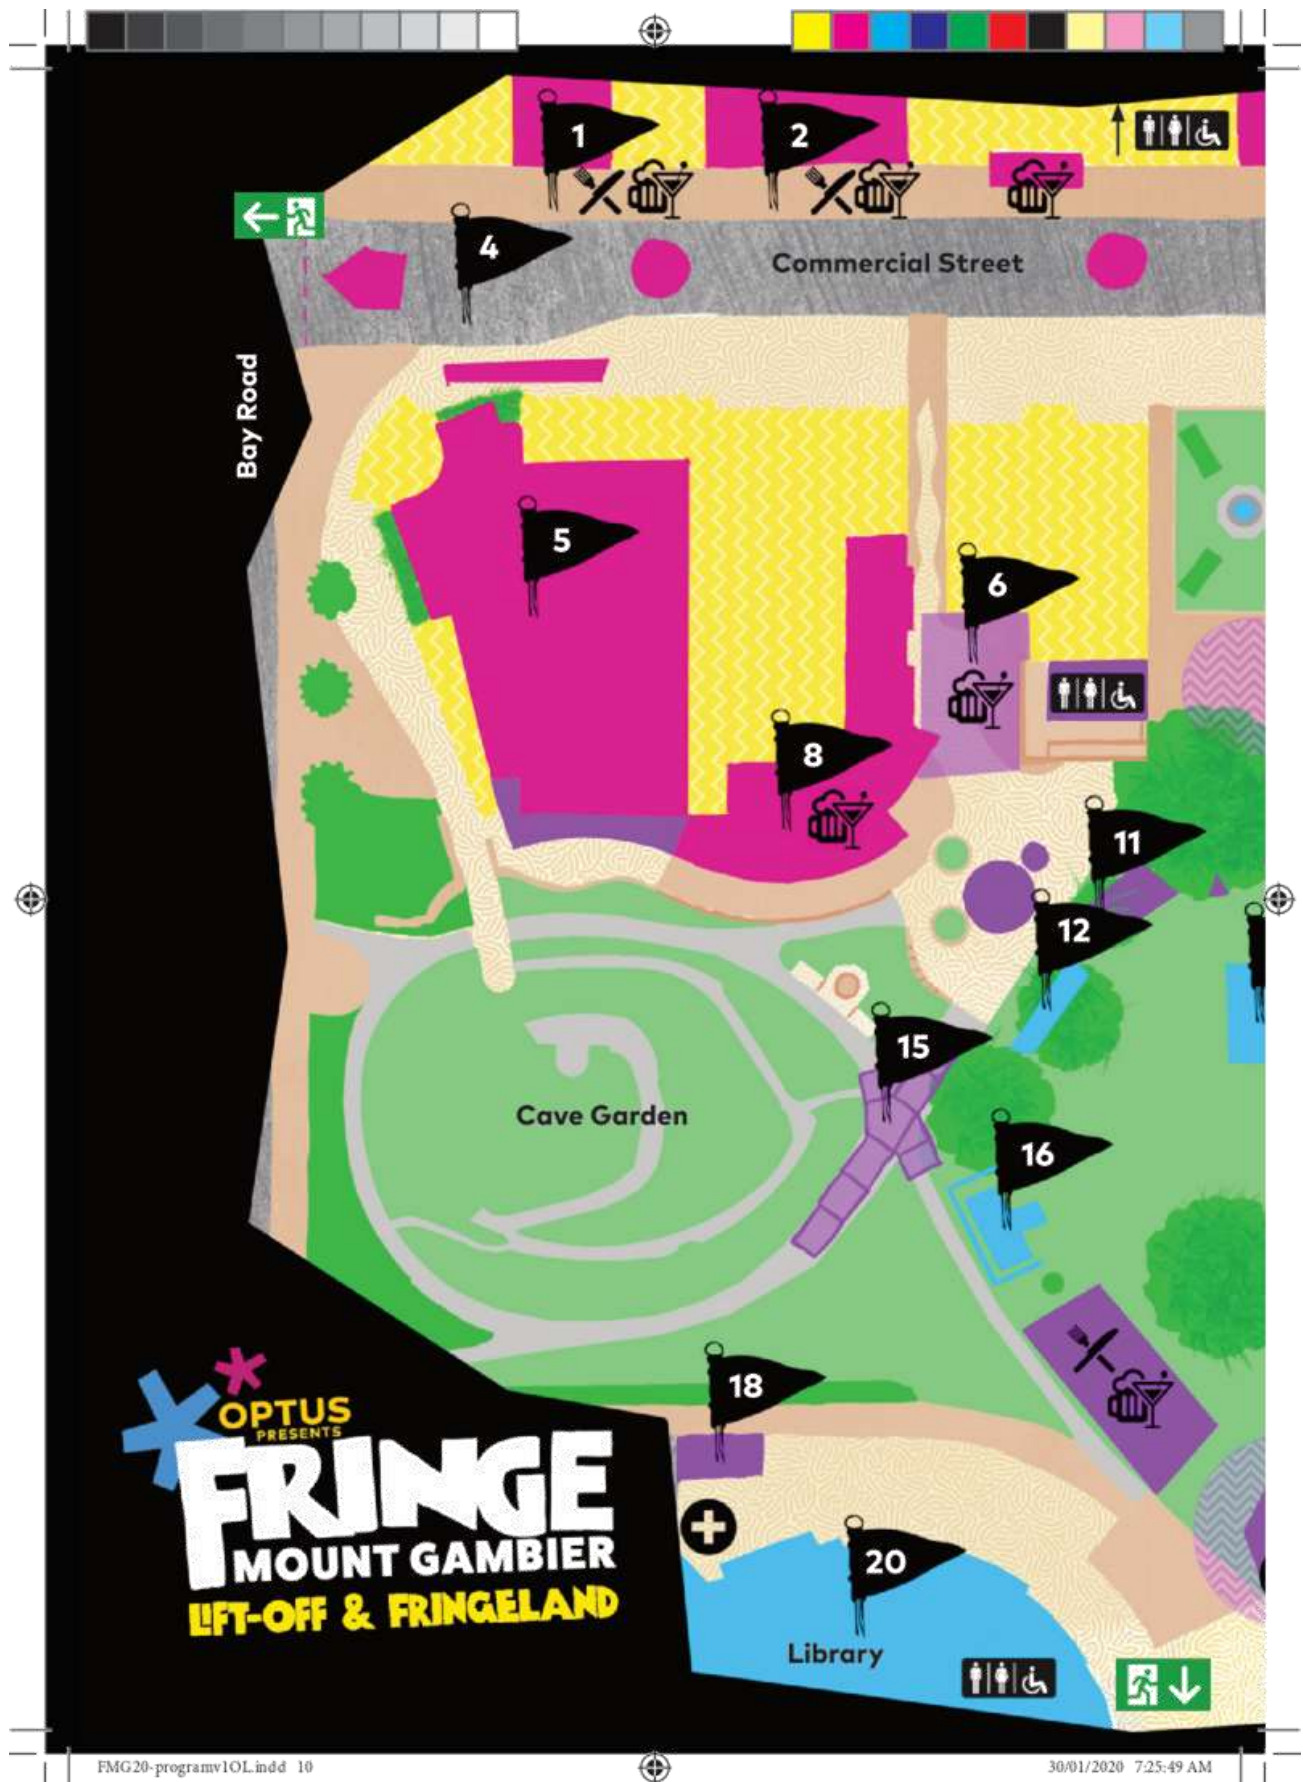 1
2
4
Commercial Street
Bay Road
5
6
8
11
12
15
Cave Garden
16
18
OPTUS
PRESENTS
FRINGE
MOUNT GAMBIER
LIFT-OFF & FRINGELAND
20
Library
FMG20-programv1OL.indd 10
30/01/2020 7:25:49 AM